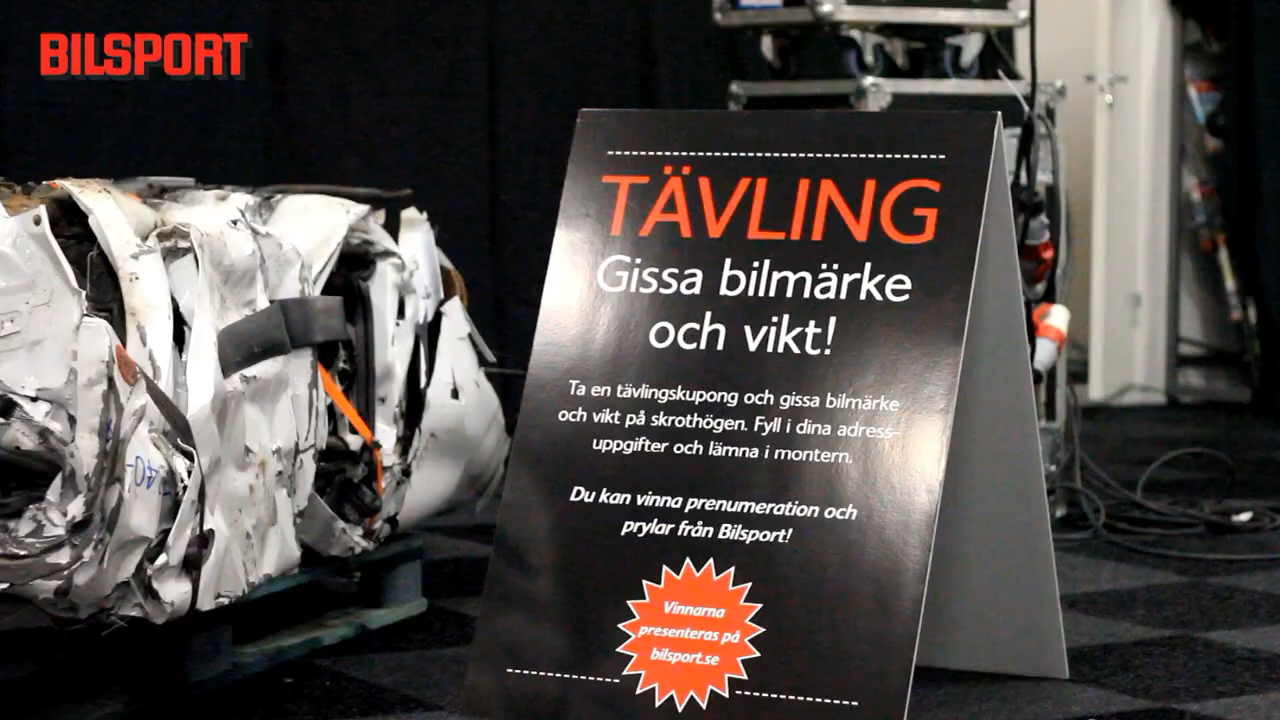 BILSPORT
TÄVLING
Gissa bilmärke
och vikt!
Ta en tävlingskupong och gissa bilmärke
och vikt på skrothögen. Fyll i dina adress-
uppgifter och lämna i montern.
Du kan vinna prenumeration och
prylar från Bilsport!
Vinnarna
presenteras på
bilsport.se